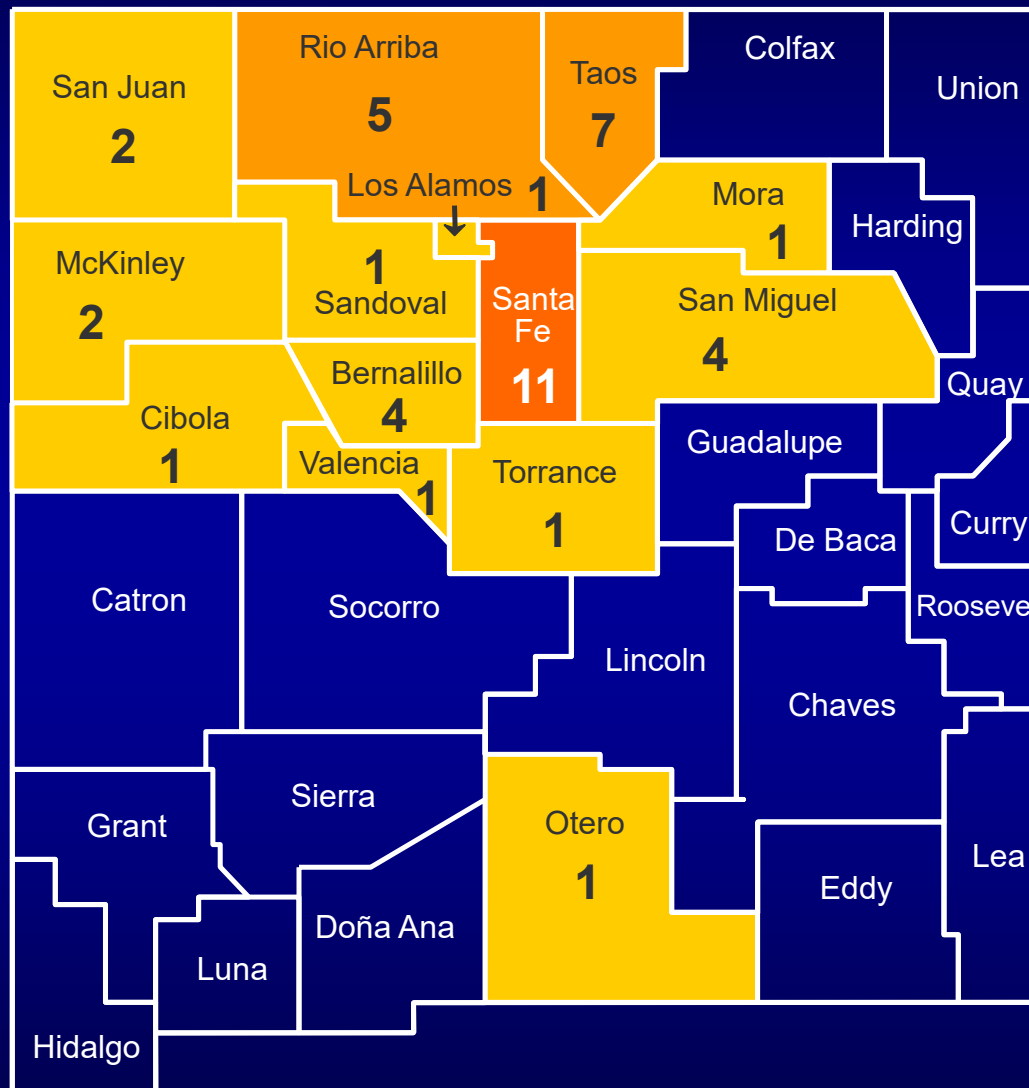 Rio Arriba
5
Colfax
Taos
7
San Juan
2
Union
Los Alamos
1
↓
Mora
1
Harding
McKinley
2
1
Sandoval
Santa
Fe
11
San Miguel
4
Bernalillo
4
Quay
Cibola
1
Guadalupe
Valencia
1
Torrance
1
Curry
De Baca
Catron
Socorro
Rooseve
Lincoln
Chaves
Sierra
Grant
Otero
1
Lea
Eddy
Doña Ana
Luna
Hidalgo